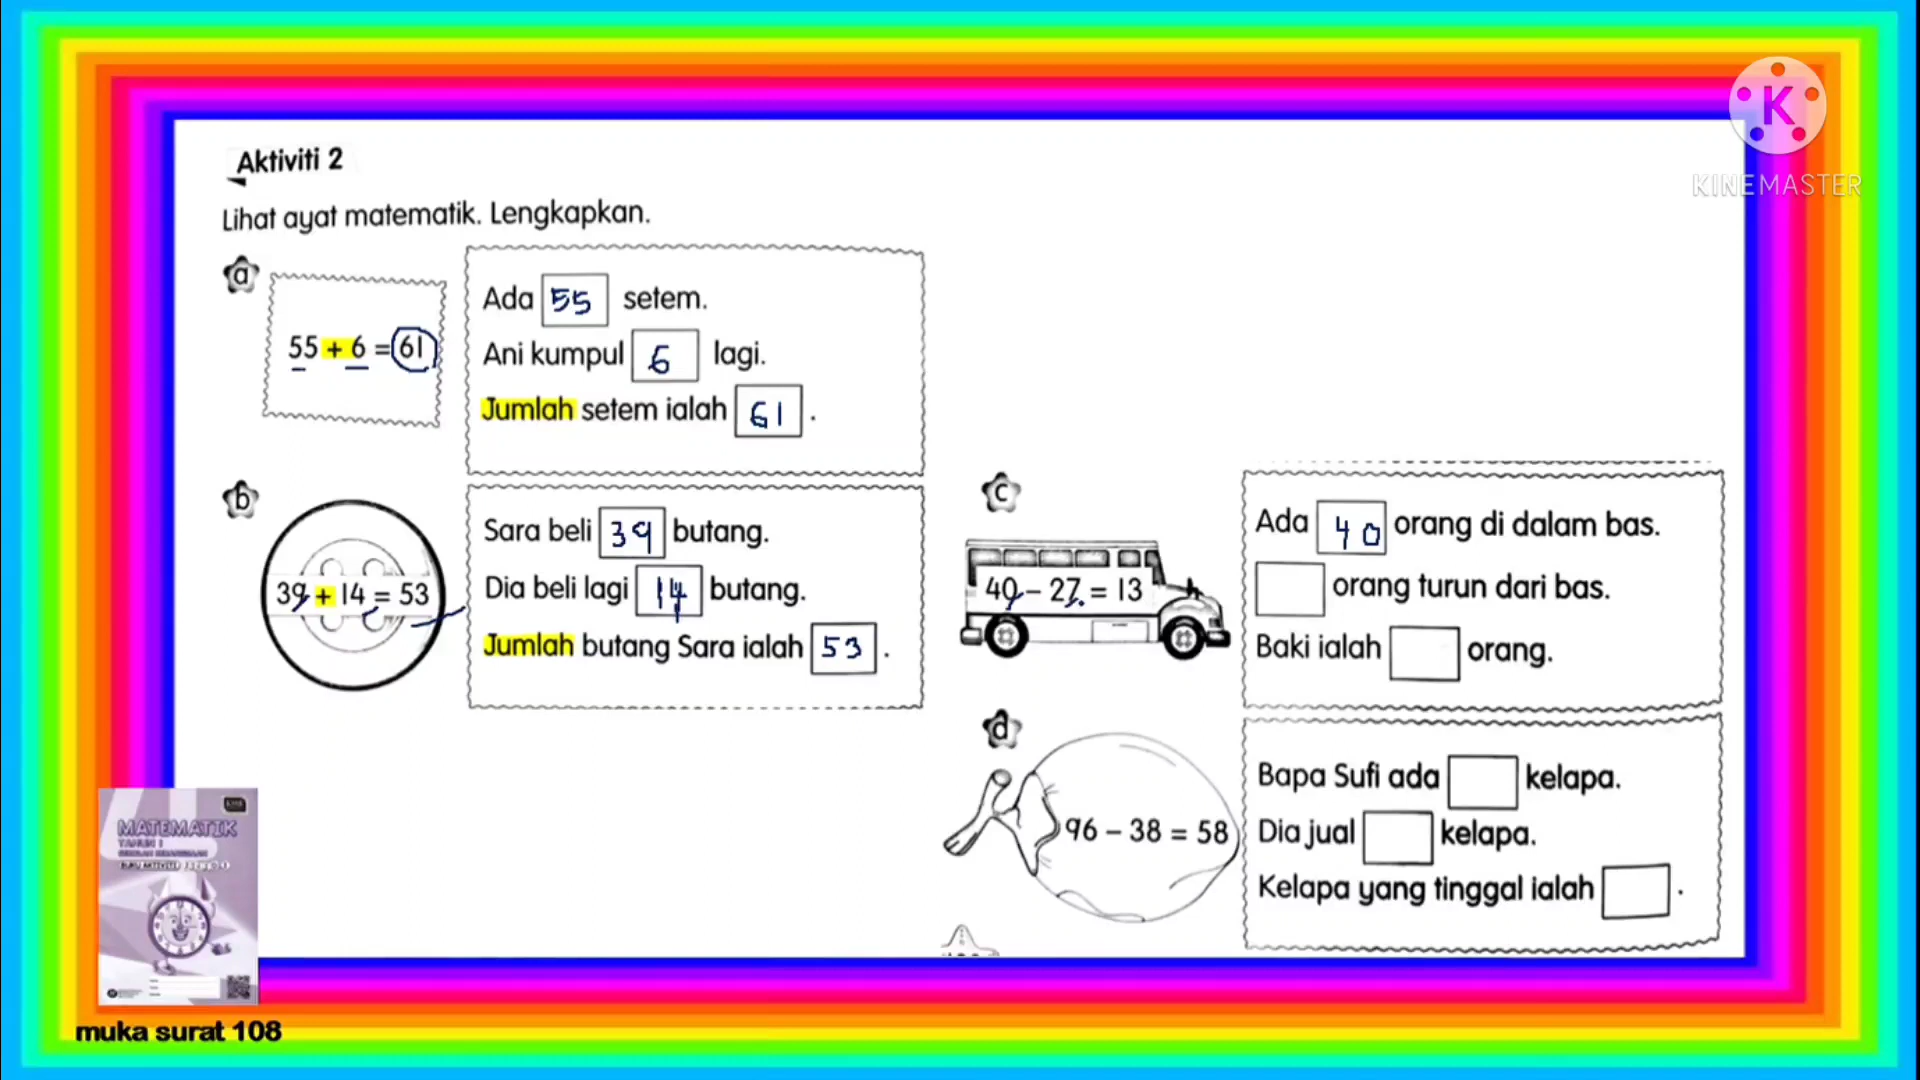 KINEMASTER
Aktiviti 2
Lihat ayat matematik. Lengkapkan.
a
55 + 6 = 61
Ada 55 setem.
Ani kumpul 6 lagi.
Jumlah setem ialah 61 .
b
39 + 14 = 53
Sara beli 39 butang.
Dia beli lagi 14 butang.
Jumlah butang Sara ialah 53 .
c
40 - 27 = 13
Ada 40 orang di dalam bas.
orang turun dari bas.
Baki ialah orang.
d
96 - 38 = 58
Bapa Sufi ada kelapa.
Dia jual kelapa.
Kelapa yang tinggal ialah .
MATEMATIK
TAHUN 1
muka surat 108